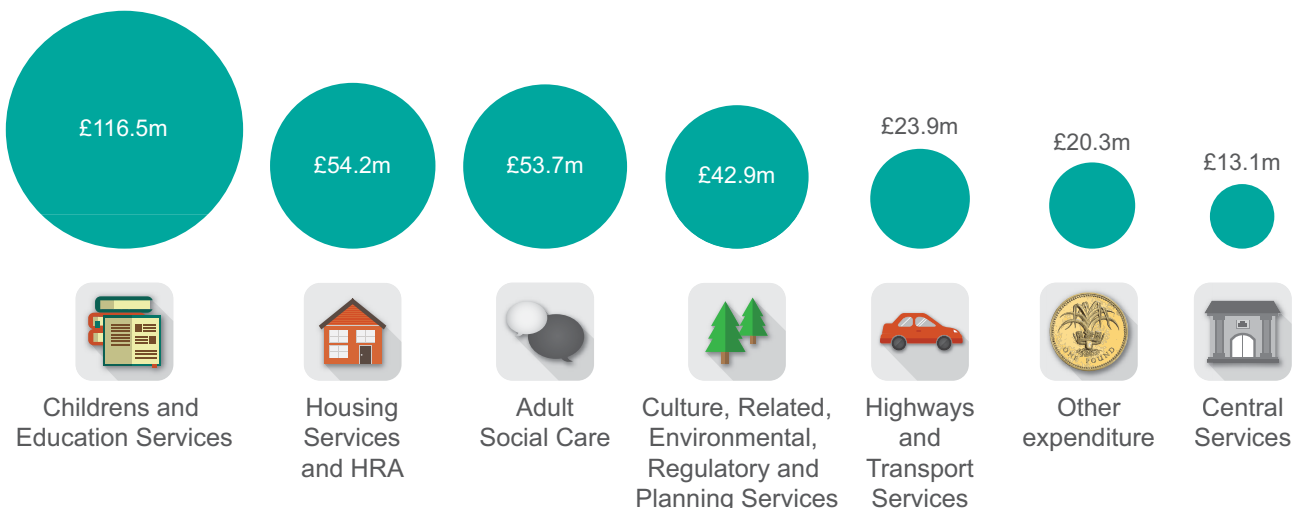 £116.5m
£54.2m
£53.7m
£42.9m
£23.9m
£20.3m
£13.1m
ONE POUND
Childrens and
Education Services
Housing
Services
and HRA
Adult
Social Care
Culture, Related,
Environmental,
Regulatory and
Planning Services
Highways
and
Transport
Services
Other
expenditure
Central
Services